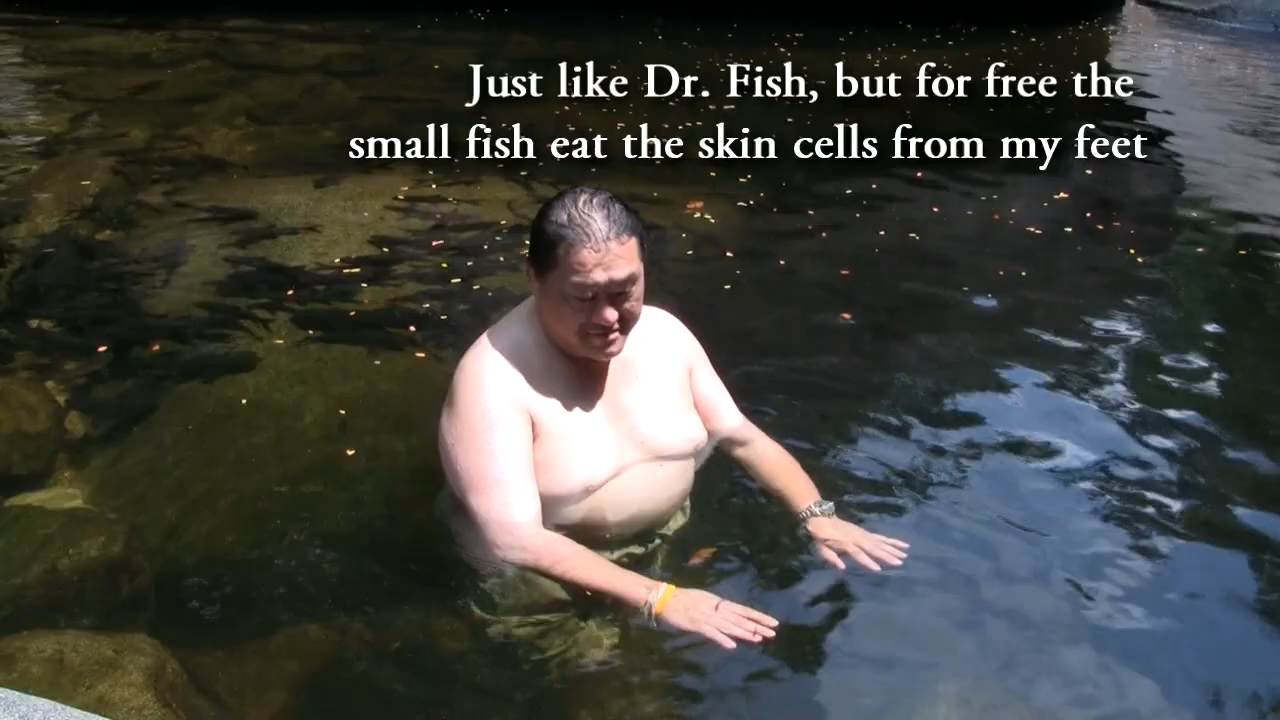 Just like Dr. Fish, but for free the
small fish eat the skin cells from my feet